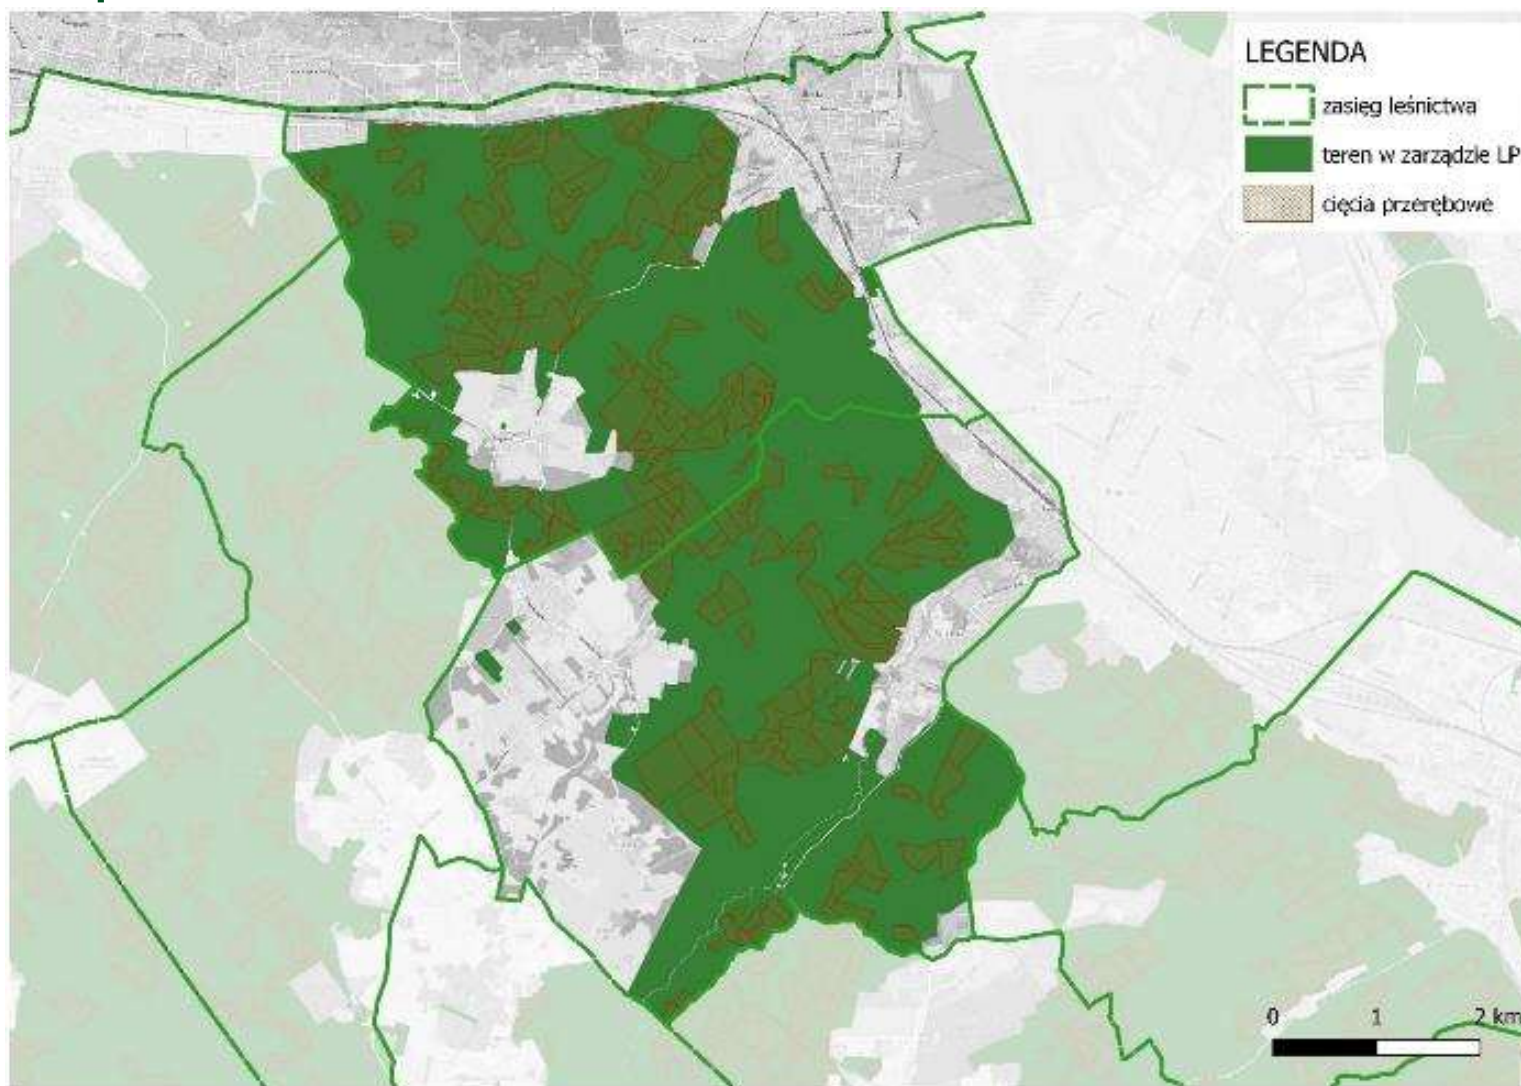 LEGENDA
zasięg leśnictwa
teren w zarządzie LP
cięcia przerębowe
0 1 2 km